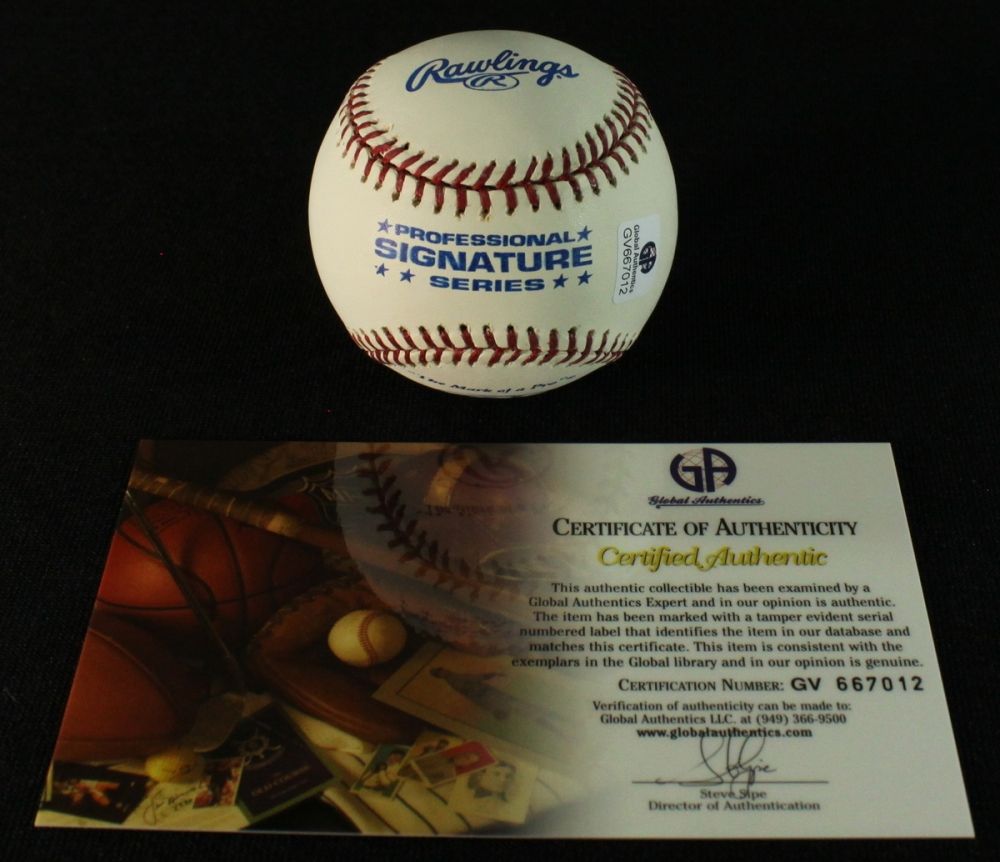 Rawlings
R
PROFESSIONAL
SIGNATURE
SERIES
Global Authentics
GV667012
"The Mark of a Pro"
GA
Global Authentics
CERTIFICATE OF AUTHENTICITY
Certified Authentic
This authentic collectible has been examined by a
Global Authentics Expert and in our opinion is authentic.
The item has been marked with a tamper evident serial
numbered label that identifies the item in our database and
matches this certificate. This item is consistent with the
exemplars in the Global library and in our opinion is genuine.
CERTIFICATION NUMBER: GV 667012
Verification of authenticity can be made to:
Global Authentics LLC. at (949) 366-9500
www.globalauthentics.com
Steve Sipe
Director of Authentication